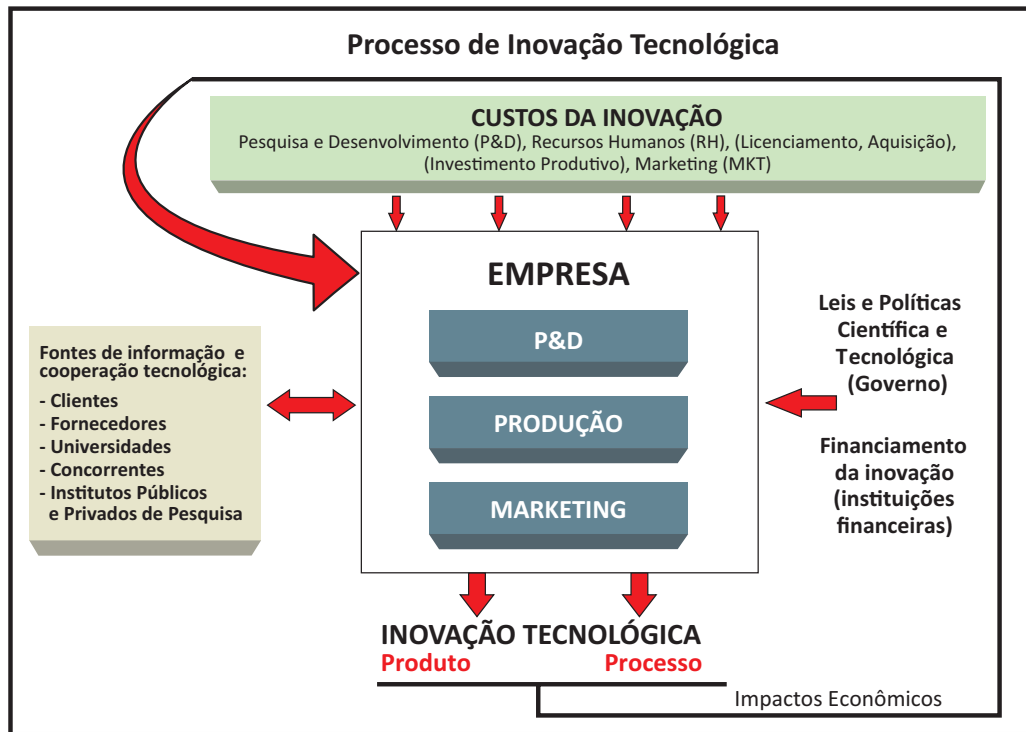 Processo de Inovação Tecnológica
CUSTOS DA INOVAÇÃO
Pesquisa e Desenvolvimento (P&D), Recursos Humanos (RH), (Licenciamento, Aquisição),
(Investimento Produtivo), Marketing (MKT)
EMPRESA
P&D
PRODUÇÃO
MARKETING
Fontes de informação e
cooperação tecnológica:
- Clientes
- Fornecedores
- Universidades
- Concorrentes
- Institutos Públicos
e Privados de Pesquisa
Leis e Políticas
Científica e
Tecnológica
(Governo)
Financiamento
da inovação
(instituições
financeiras)
INOVAÇÃO TECNOLÓGICA
Produto Processo
Impactos Econômicos